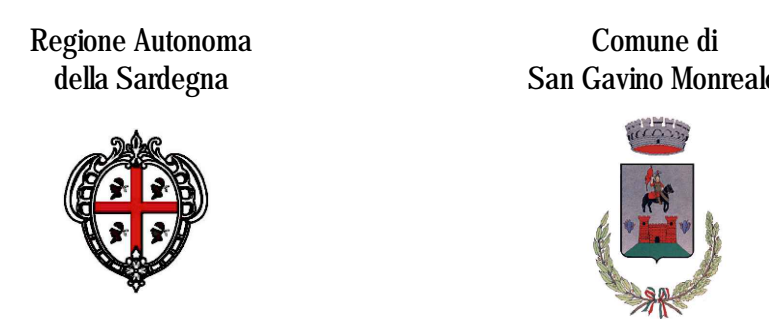 Regione Autonoma
della Sardegna
Comune di
San Gavino Monreale